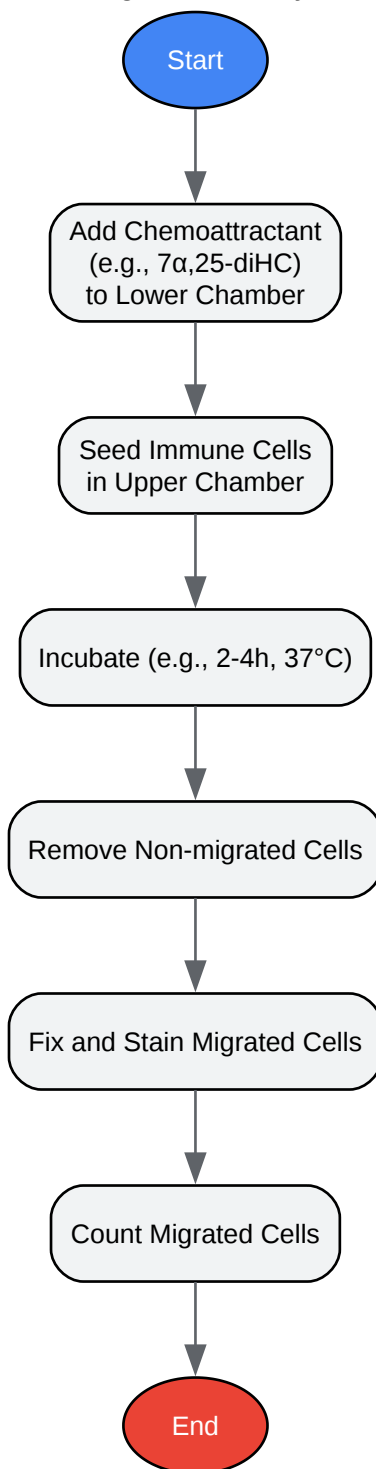 Start
Add Chemoattractant
(e.g., 7α,25-diHC)
to Lower Chamber
Seed Immune Cells
in Upper Chamber
Incubate (e.g., 2-4h, 37°C)
Remove Non-migrated Cells
Fix and Stain Migrated Cells
Count Migrated Cells
End